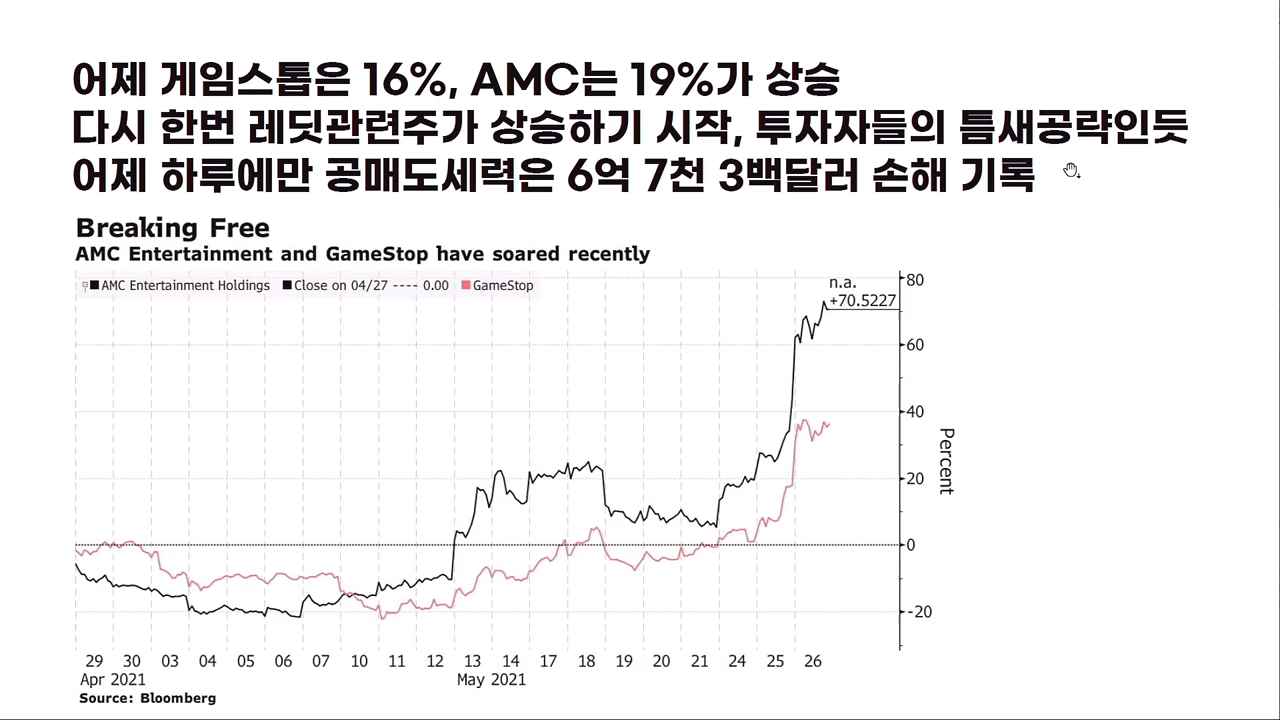 어제 게임스톱은 16%, AMC는 19%가 상승
다시 한번 레딧관련주가 상승하기 시작, 투자자들의 틈새공략인듯
어제 하루에만 공매도세력은 6억 7천 3백달러 손해 기록
Breaking Free
AMC Entertainment and GameStop have soared recently
AMC Entertainment Holdings Close on 04/27 ---- 0.00 GameStop
n.a.
+70.5227
80
60
40
20
0
-20
Percent
29 30 03 04 05 06 07 10 11 12 13 14 17 18 19 20 21 24 25 26
Apr 2021 May 2021
Source: Bloomberg